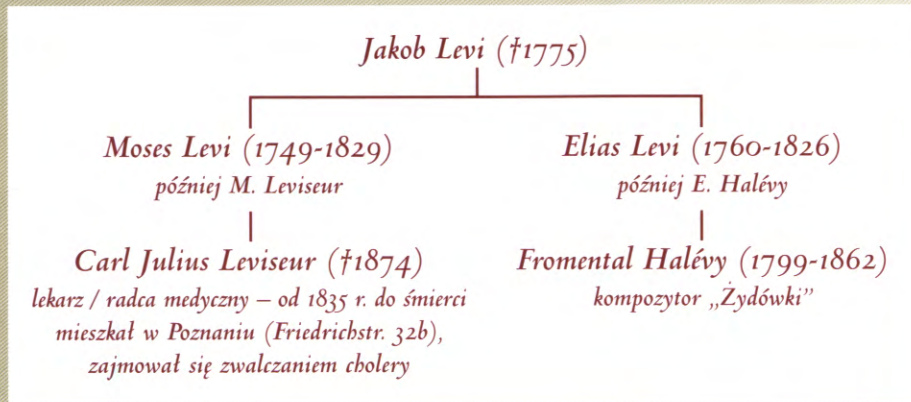 Jakob Levi (†1775)
Moses Levi (1749-1829)
później M. Leviseur
Elias Levi (1760-1826)
później E. Halévy
Carl Julius Leviseur (†1874)
lekarz / radca medyczny – od 1835 r. do śmierci
mieszkał w Poznaniu (Friedrichstr. 32b),
zajmował się zwalczaniem cholery
Fromental Halévy (1799-1862)
kompozytor „Żydówki”